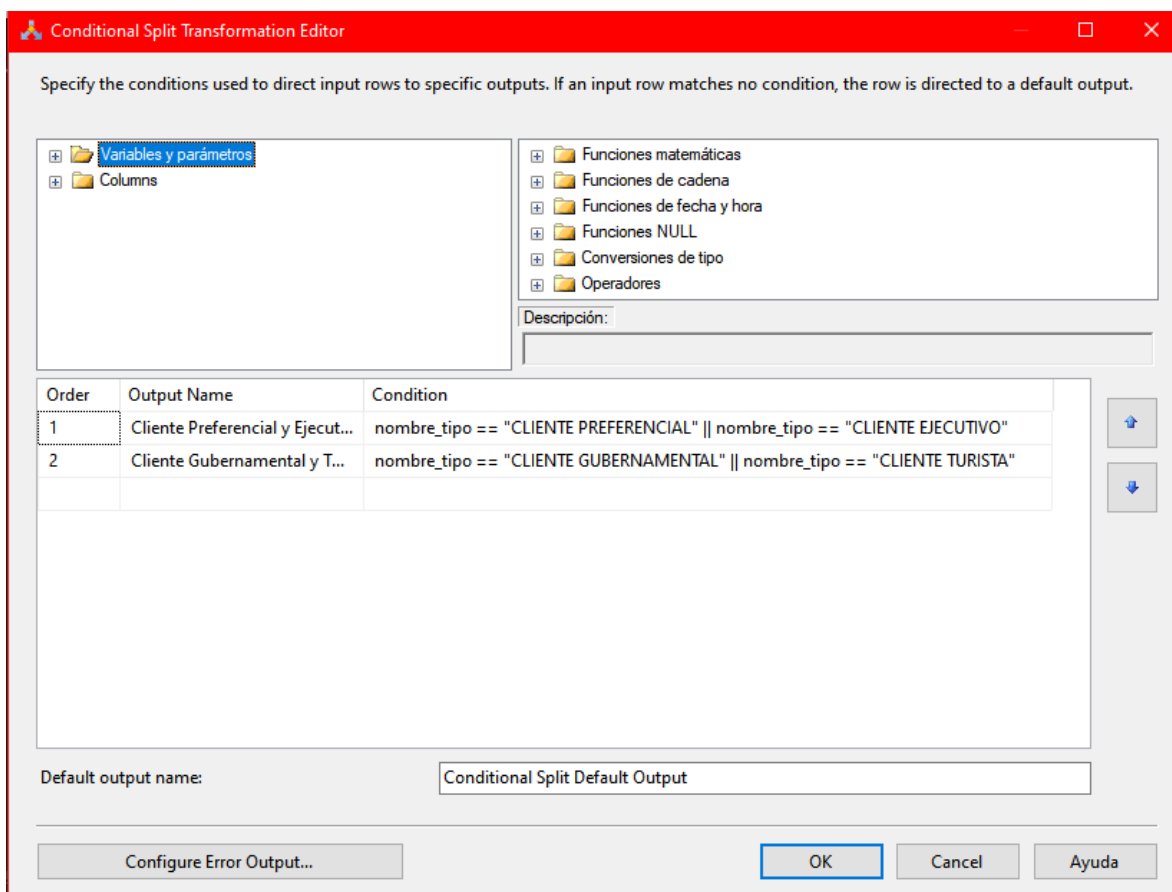 Conditional Split Transformation Editor
Specify the conditions used to direct input rows to specific outputs. If an input row matches no condition, the row is directed to a default output.
Variables y parámetros
Columns
Funciones matemáticas
Funciones de cadena
Funciones de fecha y hora
Funciones NULL
Conversiones de tipo
Operadores
Descripción:
Order Output Name Condition
1 Cliente Preferencial y Ejecut... nombre_tipo == "CLIENTE PREFERENCIAL" || nombre_tipo == "CLIENTE EJECUTIVO"
2 Cliente Gubernamental y T... nombre_tipo == "CLIENTE GUBERNAMENTAL" || nombre_tipo == "CLIENTE TURISTA"
Default output name: Conditional Split Default Output
Configure Error Output... OK Cancel Ayuda